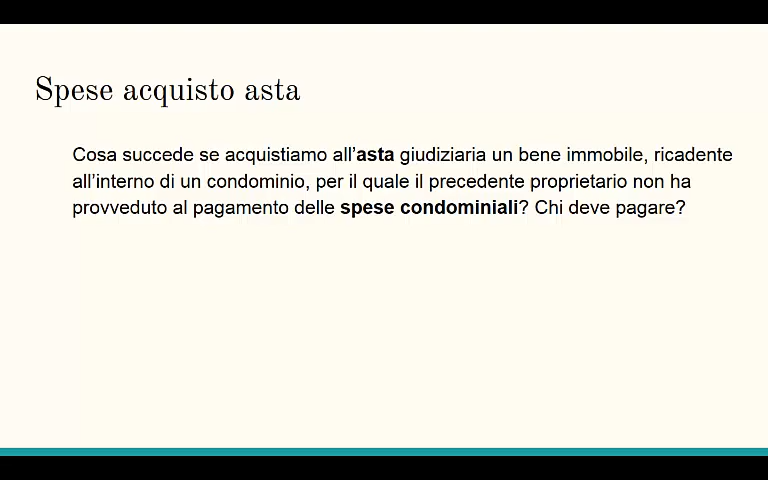 Spese acquisto asta
Cosa succede se acquistiamo all’asta giudiziaria un bene immobile, ricadente
all’interno di un condominio, per il quale il precedente proprietario non ha
provveduto al pagamento delle spese condominiali? Chi deve pagare?